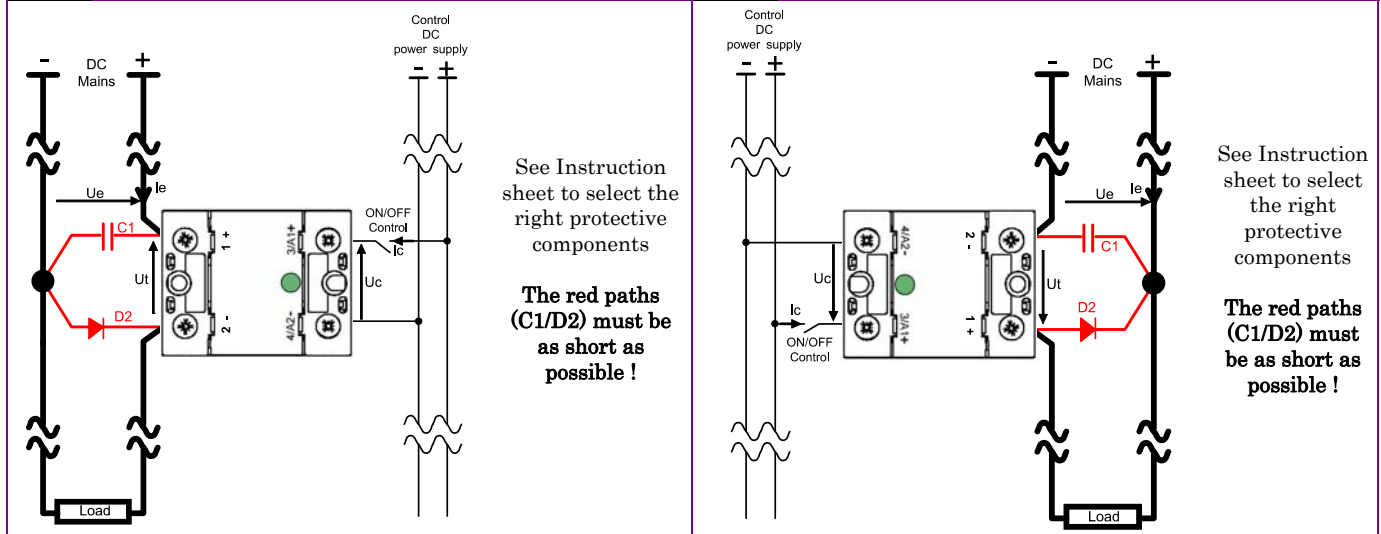 Control
DC
power supply
- +
- DC +
Mains
Ue
Ie
C1
Ut
D2
1 +
2 -
3/A1+
4/A2-
ON/OFF
Control
Ic
Uc
Load
See Instruction
sheet to select the
right protective
components
The red paths
(C1/D2) must be
as short as
possible !
Control
DC
power supply
- +
- DC +
Mains
Ue
Ie
C1
Ut
D2
4/A2-
3/A1+
2 -
1 +
Uc
Ic
ON/OFF
Control
Load
See Instruction
sheet to select
the right
protective
components
The red paths
(C1/D2) must
be as short as
possible !